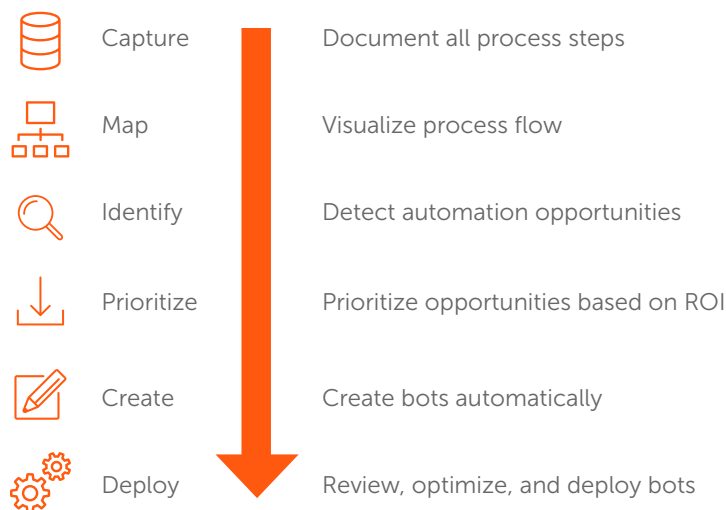 Capture Document all process steps
Map Visualize process flow
Identify Detect automation opportunities
Prioritize Prioritize opportunities based on ROI
Create Create bots automatically
Deploy Review, optimize, and deploy bots